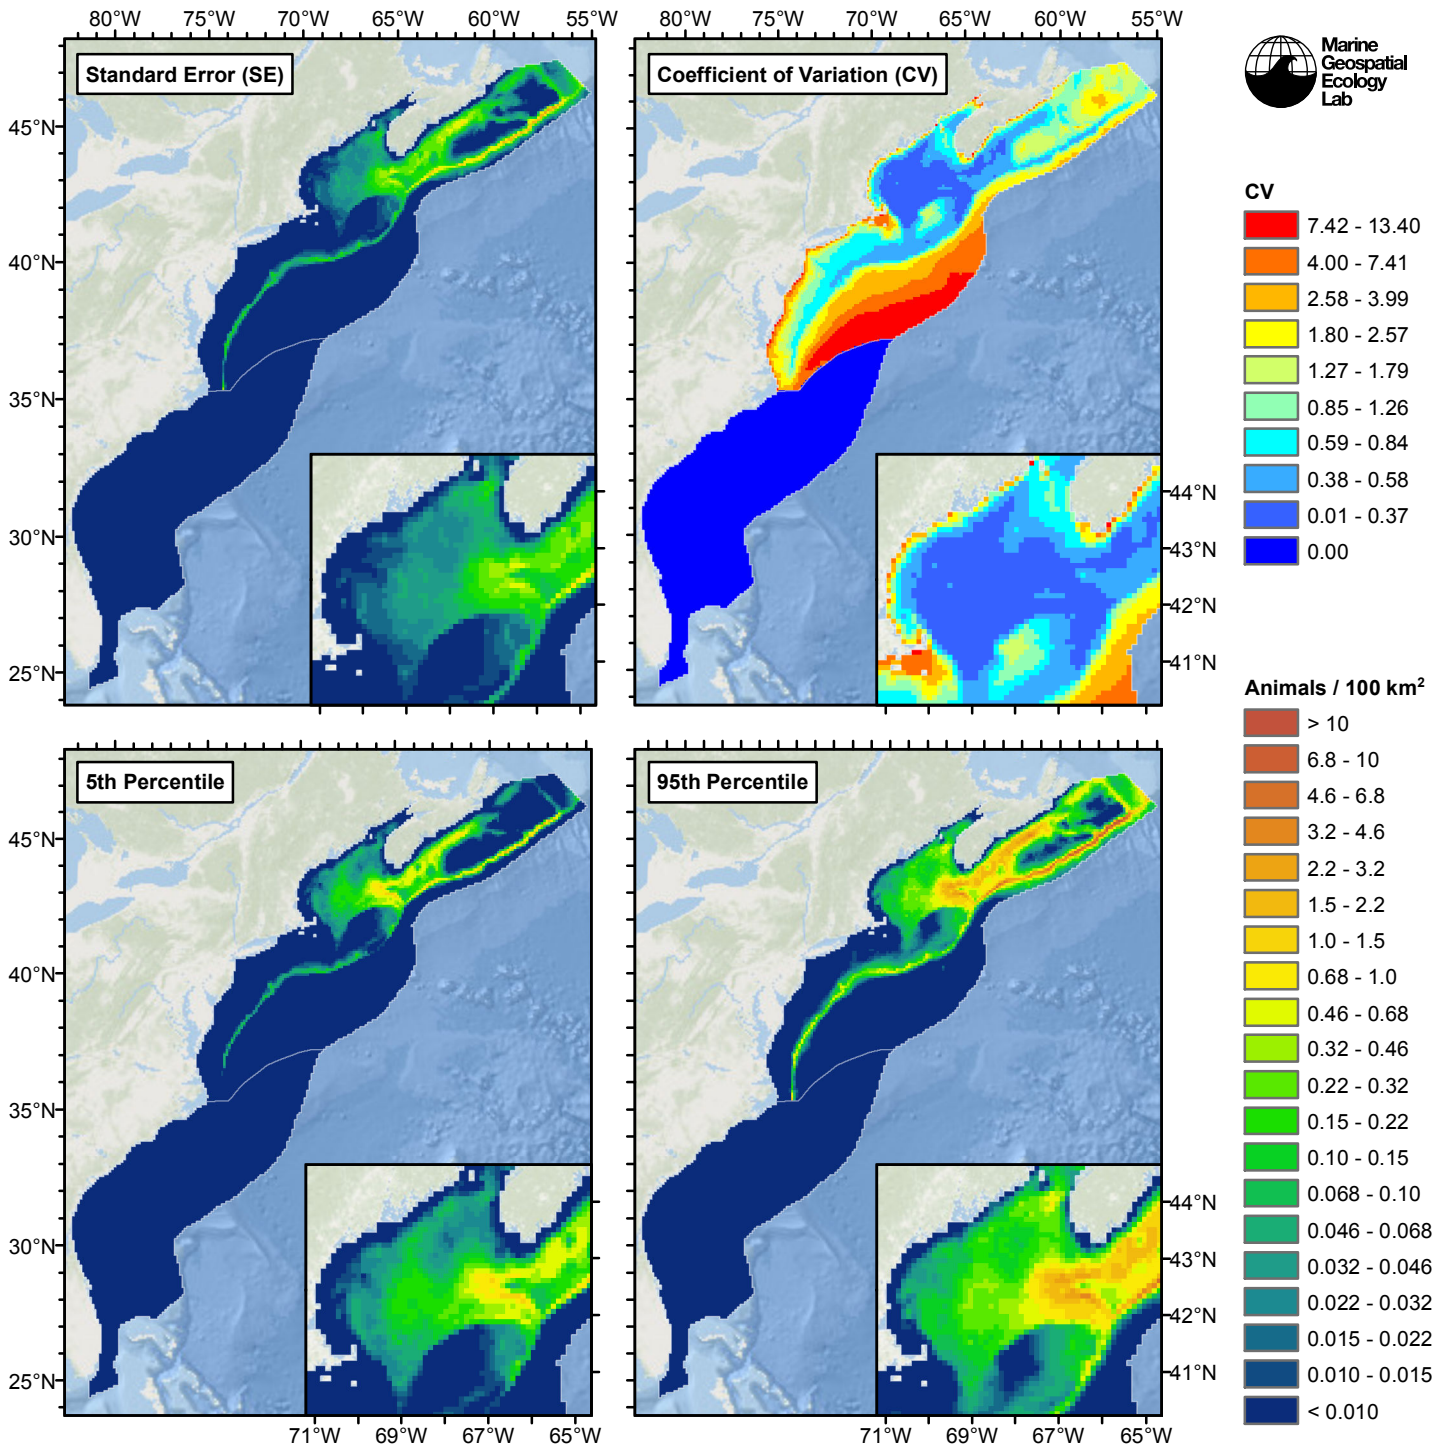 80°W 75°W 70°W 65°W 60°W 55°W
80°W 75°W 70°W 65°W 60°W 55°W
Standard Error (SE)
Coefficient of Variation (CV)
45°N
40°N
35°N
30°N
25°N
44°N
43°N
42°N
41°N
Marine
Geospatial
Ecology
Lab
CV
7.42 - 13.40
4.00 - 7.41
2.58 - 3.99
1.80 - 2.57
1.27 - 1.79
0.85 - 1.26
0.59 - 0.84
0.38 - 0.58
0.01 - 0.37
0.00
5th Percentile
95th Percentile
45°N
40°N
35°N
30°N
25°N
44°N
43°N
42°N
41°N
71°W 69°W 67°W 65°W
71°W 69°W 67°W 65°W
Animals / 100 km²
> 10
6.8 - 10
4.6 - 6.8
3.2 - 4.6
2.2 - 3.2
1.5 - 2.2
1.0 - 1.5
0.68 - 1.0
0.46 - 0.68
0.32 - 0.46
0.22 - 0.32
0.15 - 0.22
0.10 - 0.15
0.068 - 0.10
0.046 - 0.068
0.032 - 0.046
0.022 - 0.032
0.015 - 0.022
0.010 - 0.015
< 0.010